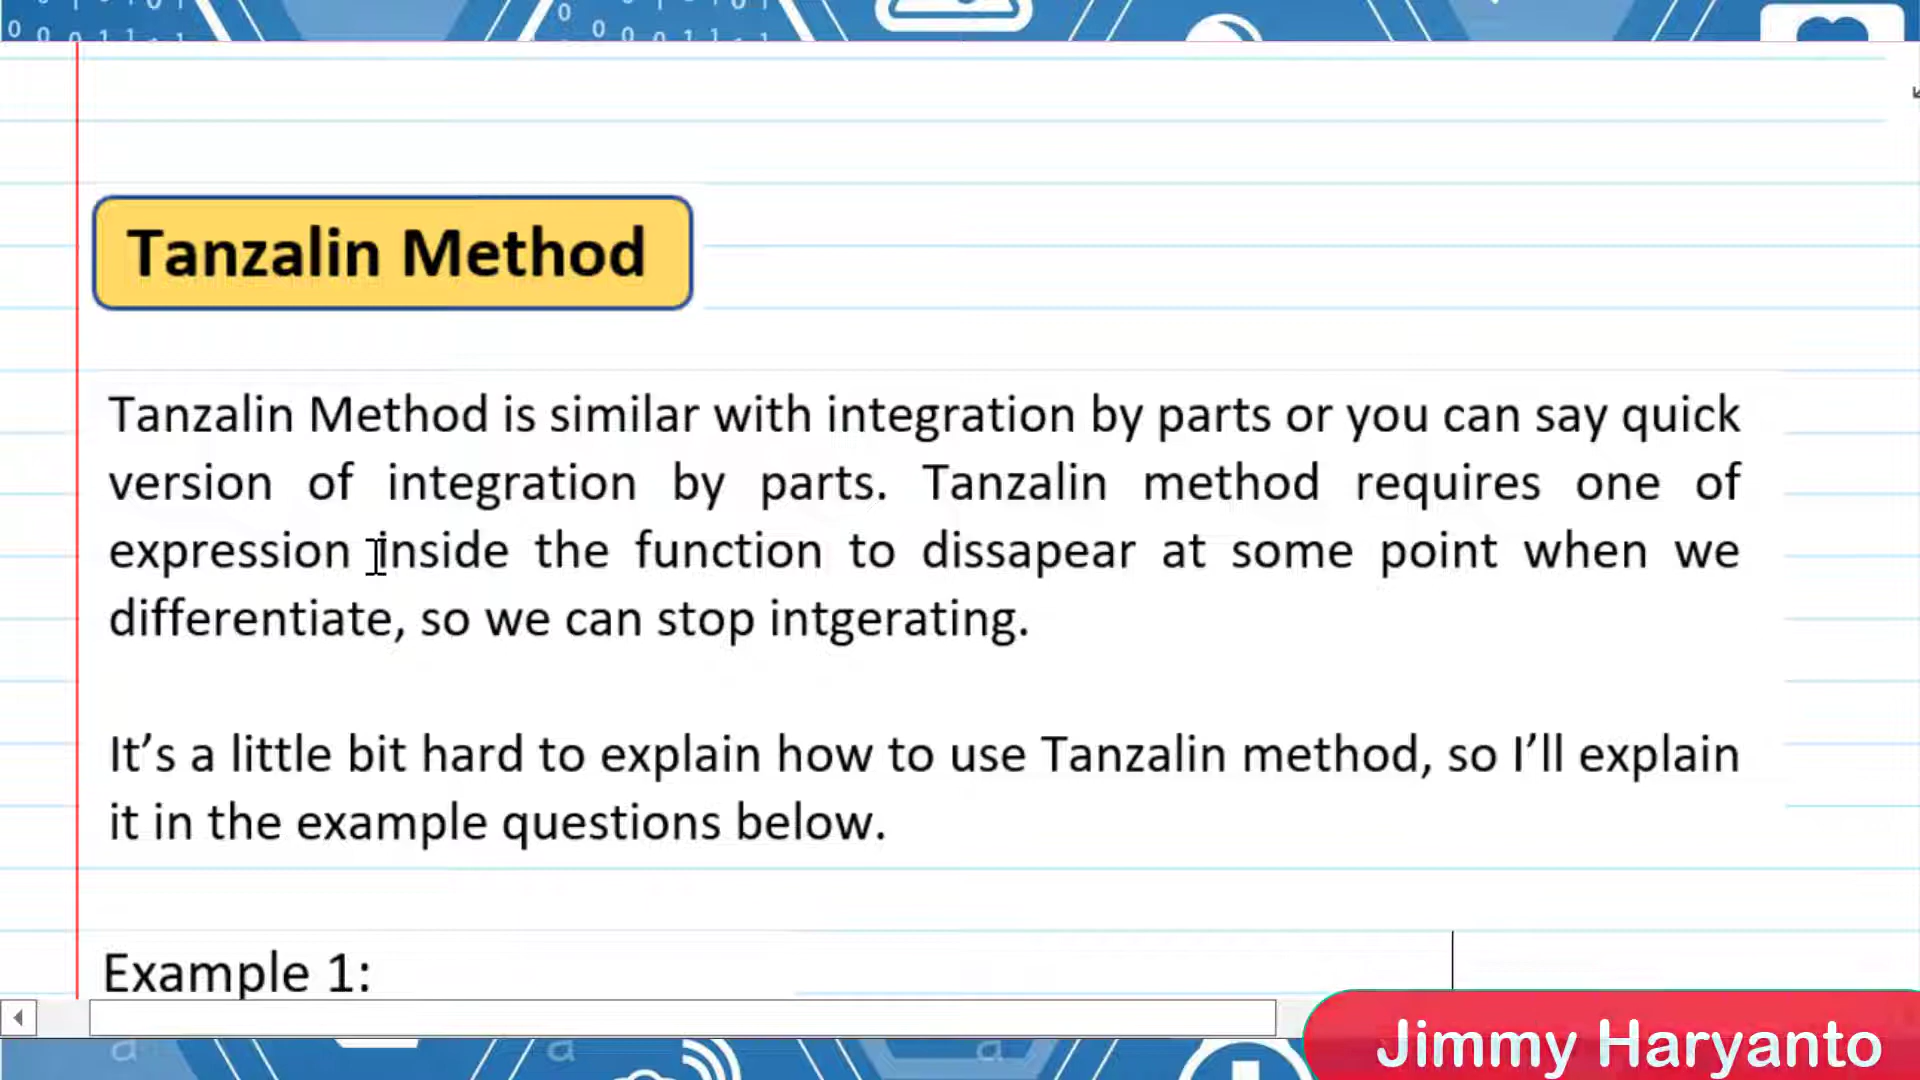 Tanzalin Method
Tanzalin Method is similar with integration by parts or you can say quick
version of integration by parts. Tanzalin method requires one of
expression inside the function to dissapear at some point when we
differentiate, so we can stop intgerating.
It’s a little bit hard to explain how to use Tanzalin method, so I’ll explain
it in the example questions below.
Example 1:
Jimmy Haryanto